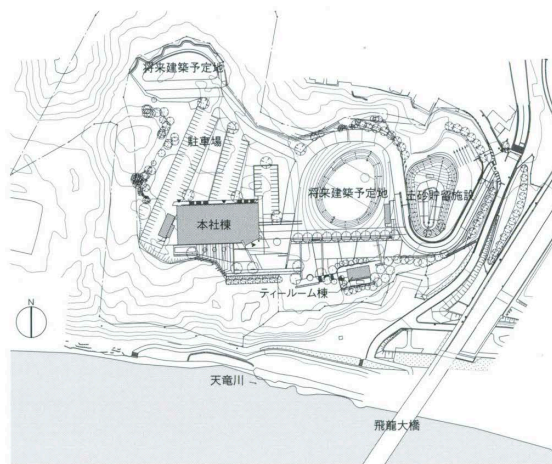 将来建築予定地
駐車場
将来建築予定地
土砂貯蓄施設
本社棟
ティールーム棟
N
天竜川
飛龍大橋